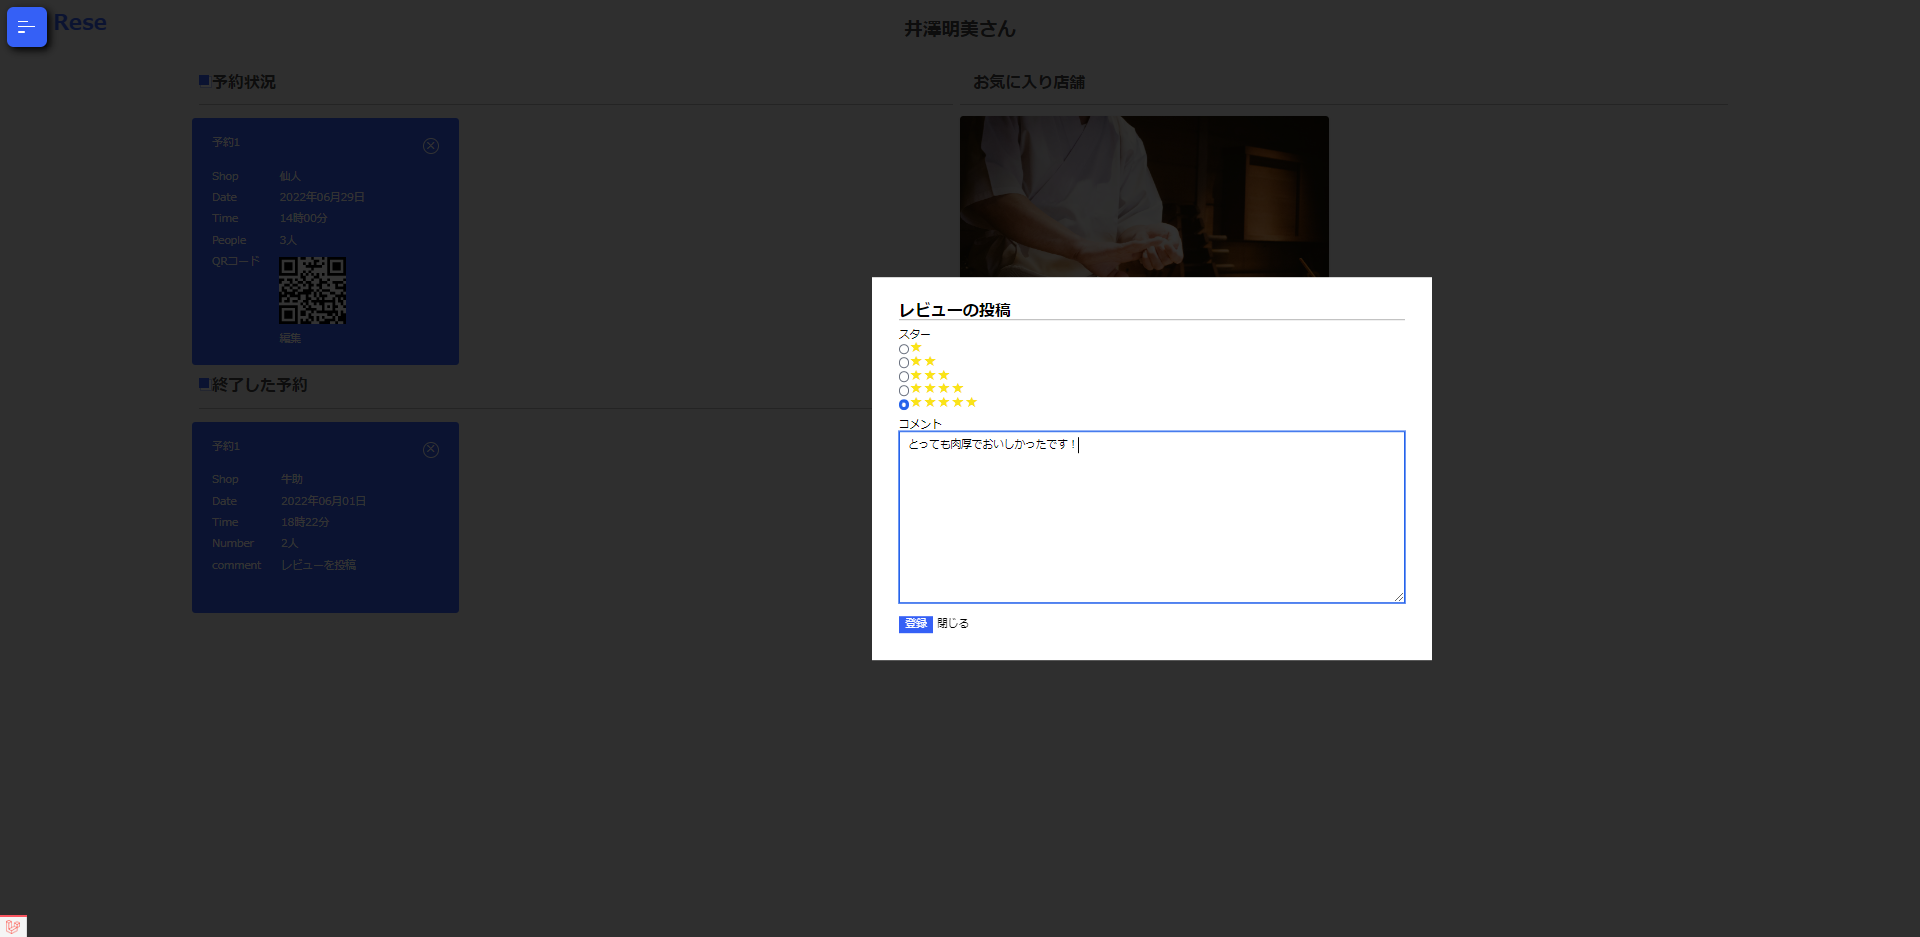 Rese
井澤明美さん
予約状況
お気に入り店舗
予約1
Shop 仙人
Date 2022年06月29日
Time 14時00分
People 3人
QRコード
編集
終了した予約
予約1
Shop 牛助
Date 2022年06月01日
Time 18時22分
Number 2人
comment レビューを投稿
レビューの投稿
スター
★
★★
★★★
★★★★
★★★★★
コメント
とっても肉厚でおいしかったです！
登録 閉じる